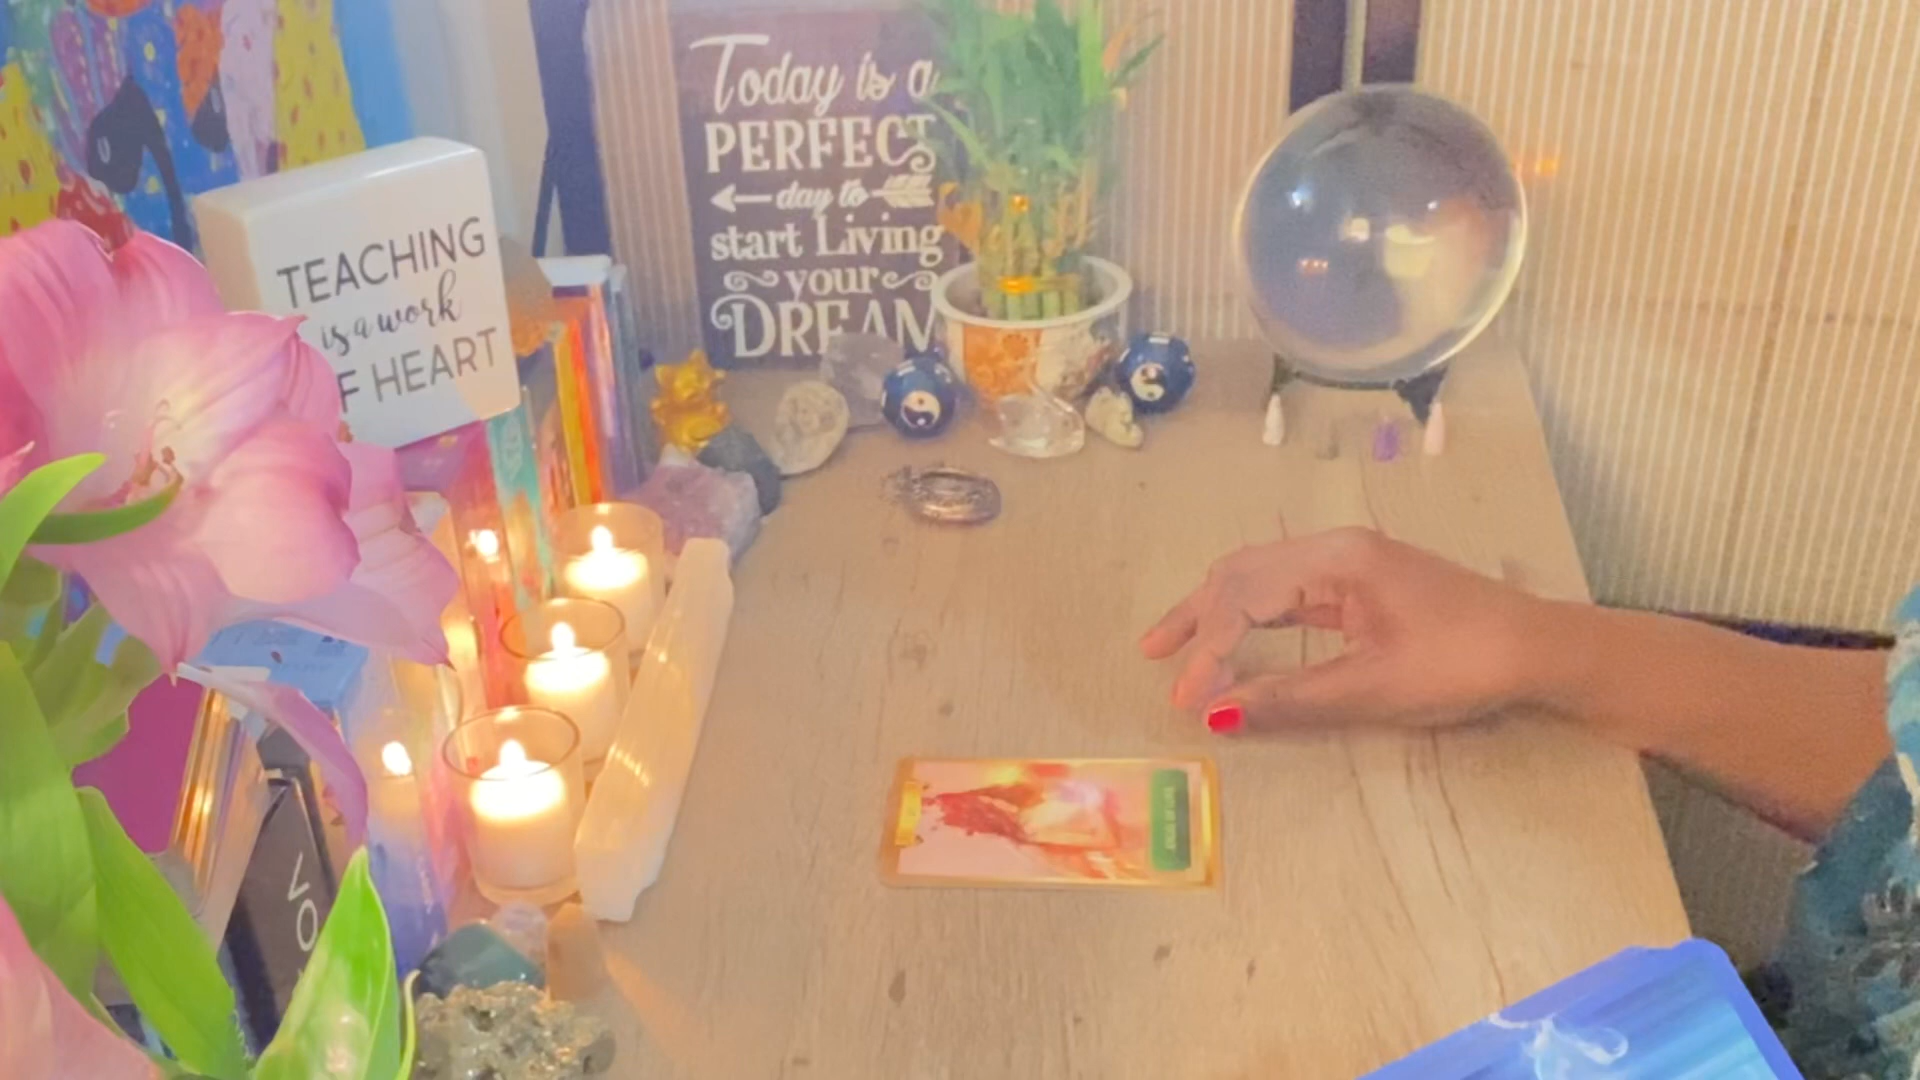 Today is a
PERFECT
day to
start Living
your
DREAM
TEACHING
is a work
OF HEART